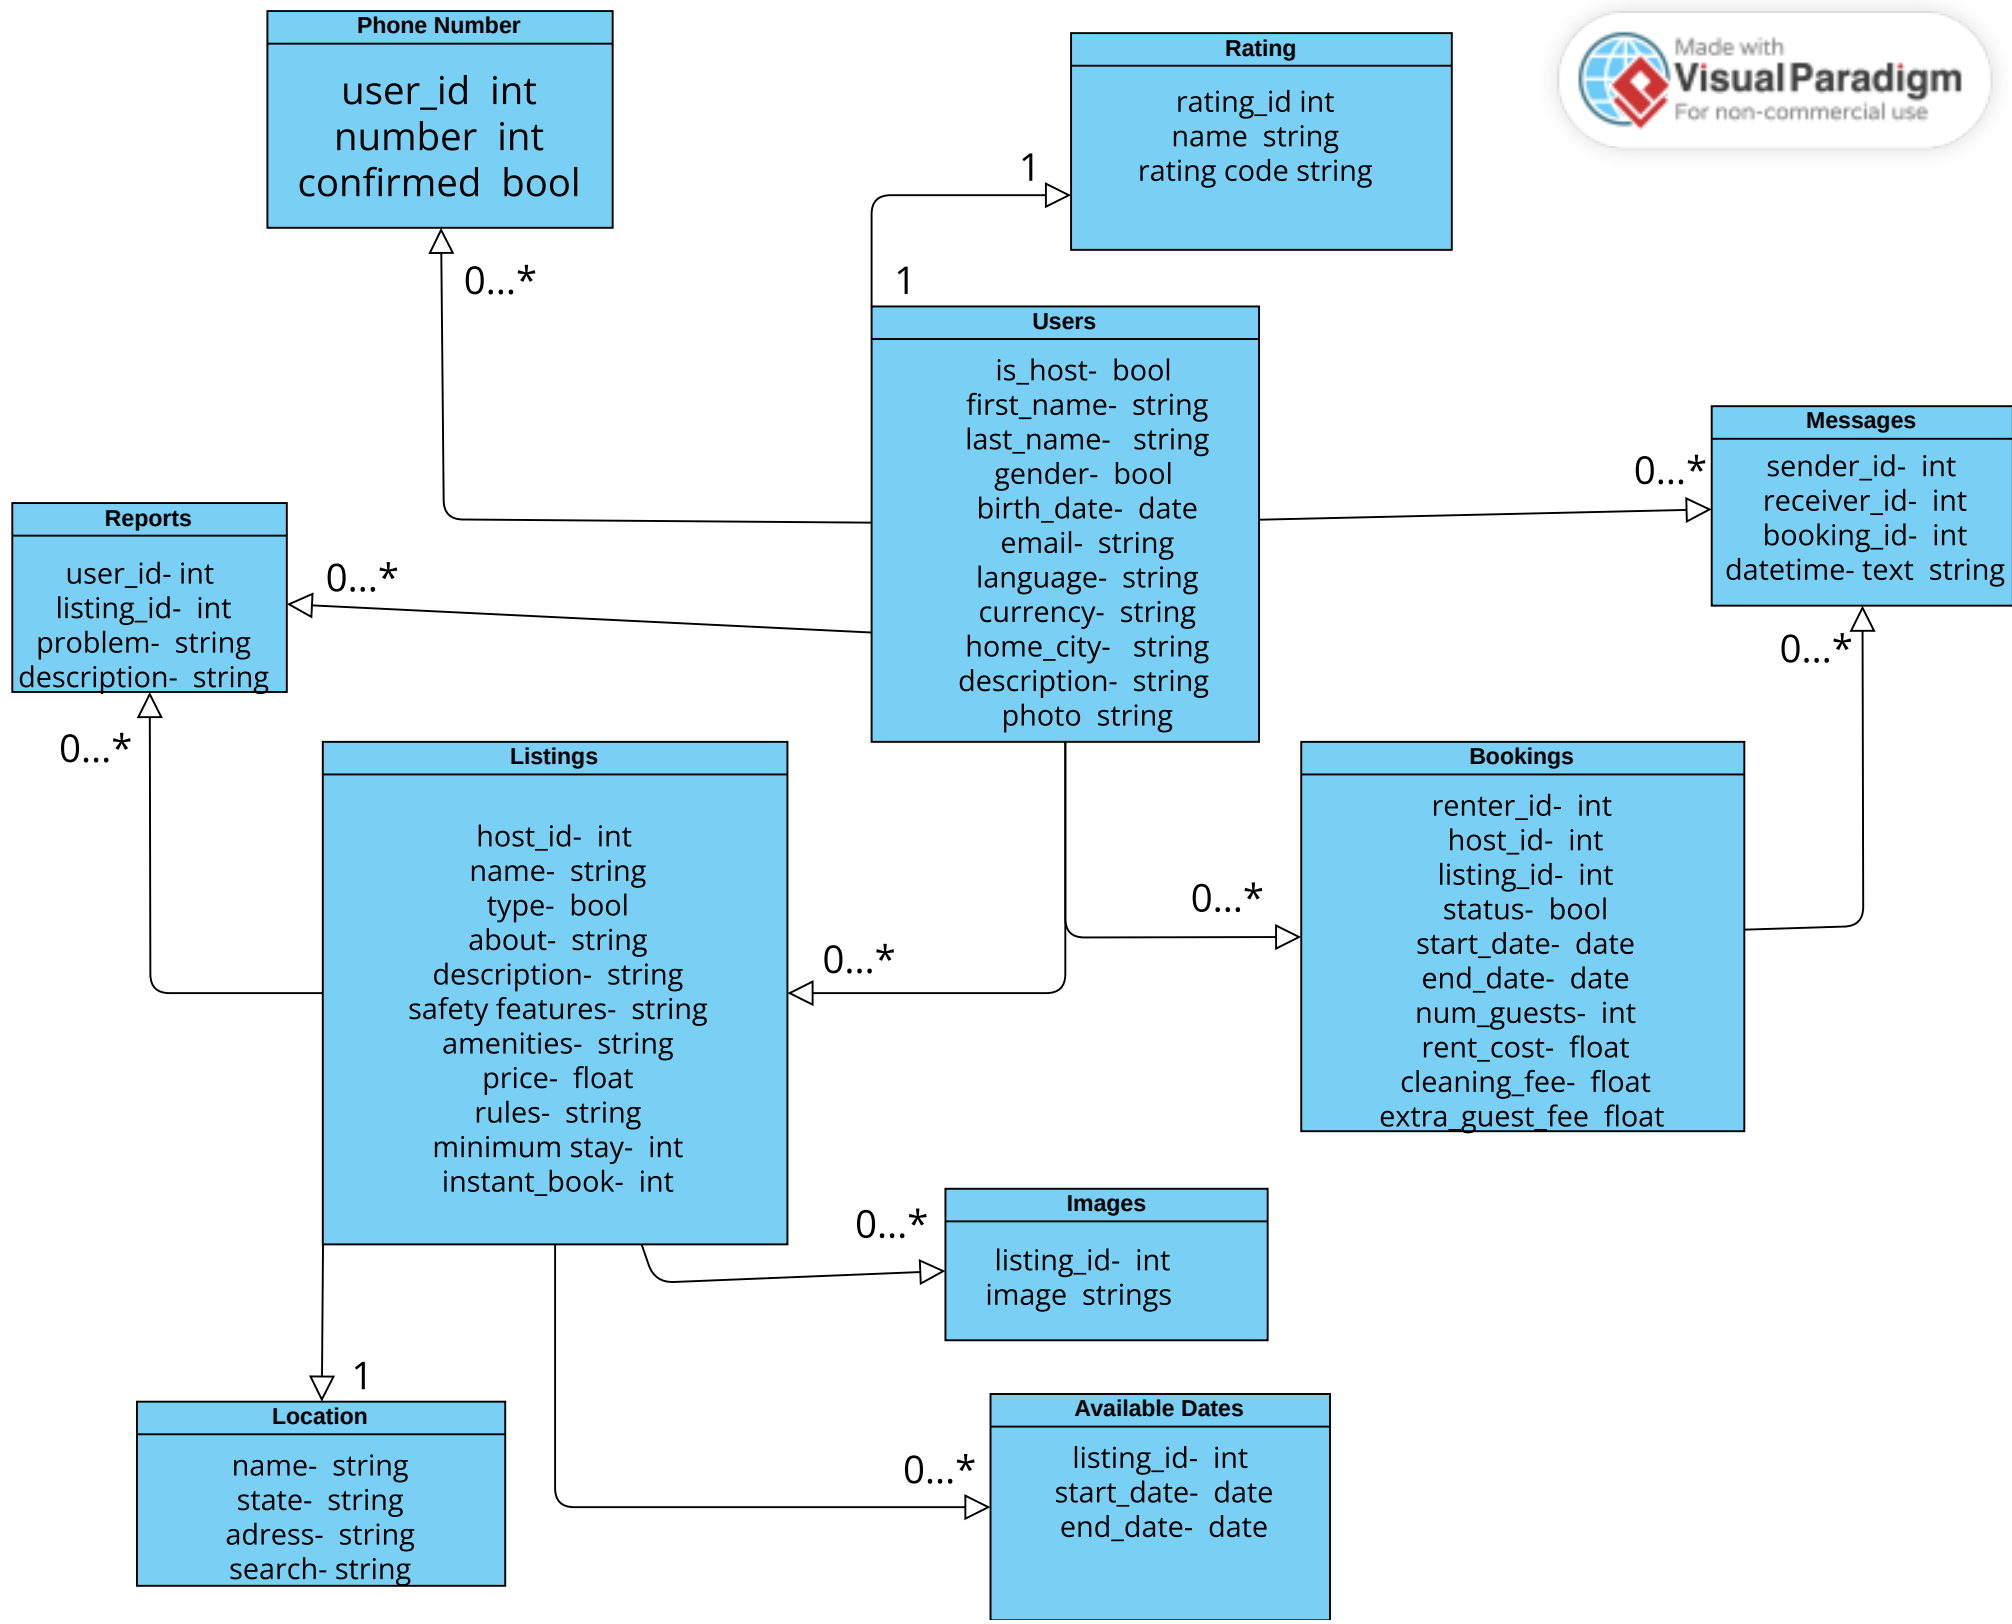 Phone Number
user_id  int
number  int
confirmed  bool
Rating
rating_id int
name  string
rating code string
Made with
Visual Paradigm
For non-commercial use
1
0...*
1
Users
is_host-  bool
first_name-  string
last_name-   string
gender-  bool
birth_date-  date
email-  string
language-  string
currency-  string
home_city-   string
description-  string
photo  string
0...*
Messages
sender_id-  int
receiver_id-  int
booking_id-  int
datetime- text  string
Reports
user_id- int
listing_id-  int
problem-  string
description-  string
0...*
0...*
0...*
Listings
host_id-  int
name-  string
type-  bool
about-  string
description-  string
safety features-  string
amenities-  string
price-  float
rules-  string
minimum stay-  int
instant_book-  int
0...*
0...*
Bookings
renter_id-  int
host_id-  int
listing_id-  int
status-  bool
start_date-  date
end_date-  date
num_guests-  int
rent_cost-  float
cleaning_fee-  float
extra_guest_fee  float
0...*
Images
listing_id-  int
image  strings
1
Location
name-  string
state-  string
adress-  string
search- string
0...*
Available Dates
listing_id-  int
start_date-  date
end_date-  date